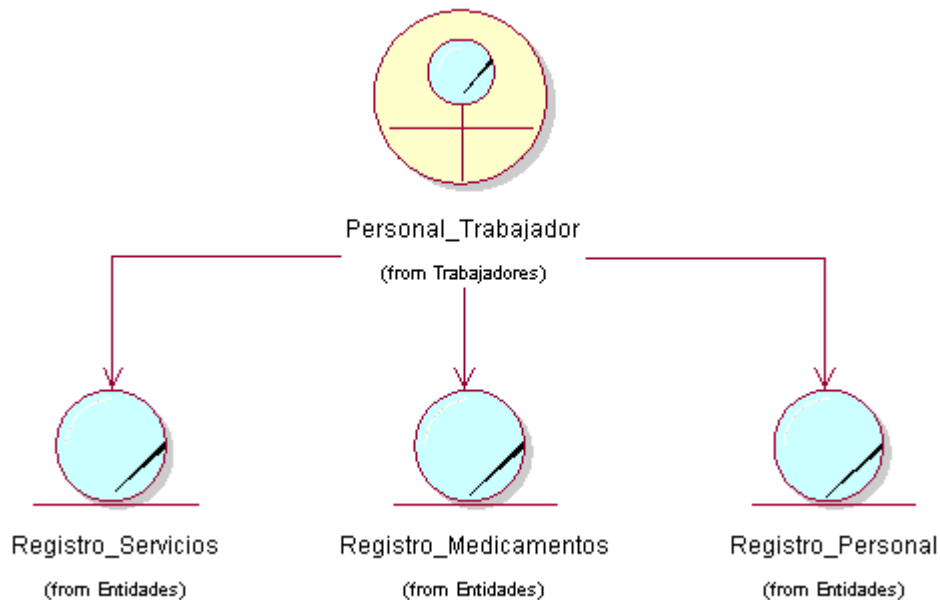 Personal_Trabajador
(from Trabajadores)
Registro_Servicios
(from Entidades)
Registro_Medicamentos
(from Entidades)
Registro_Personal
(from Entidades)